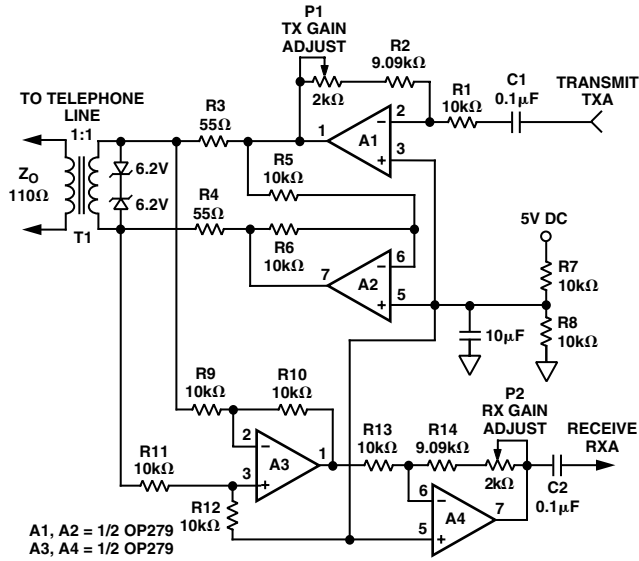 P1
TX GAIN
ADJUST
2kΩ
R2
9.09kΩ
R1
10kΩ
C1
0.1µF
TRANSMIT
TXA
TO TELEPHONE
LINE
1:1
Z_O
110Ω
T1
6.2V
6.2V
R3
55Ω
1
A1
2
−
3
+
R5
10kΩ
R4
55Ω
R6
10kΩ
7
A2
6
−
5
+
5V DC
R7
10kΩ
R8
10kΩ
10µF
R9
10kΩ
R10
10kΩ
R11
10kΩ
R12
10kΩ
2
−
3
+
A3
1
R13
10kΩ
R14
9.09kΩ
P2
RX GAIN
ADJUST
2kΩ
6
−
5
+
A4
7
RECEIVE
RXA
C2
0.1µF
A1, A2 = 1/2 OP279
A3, A4 = 1/2 OP279